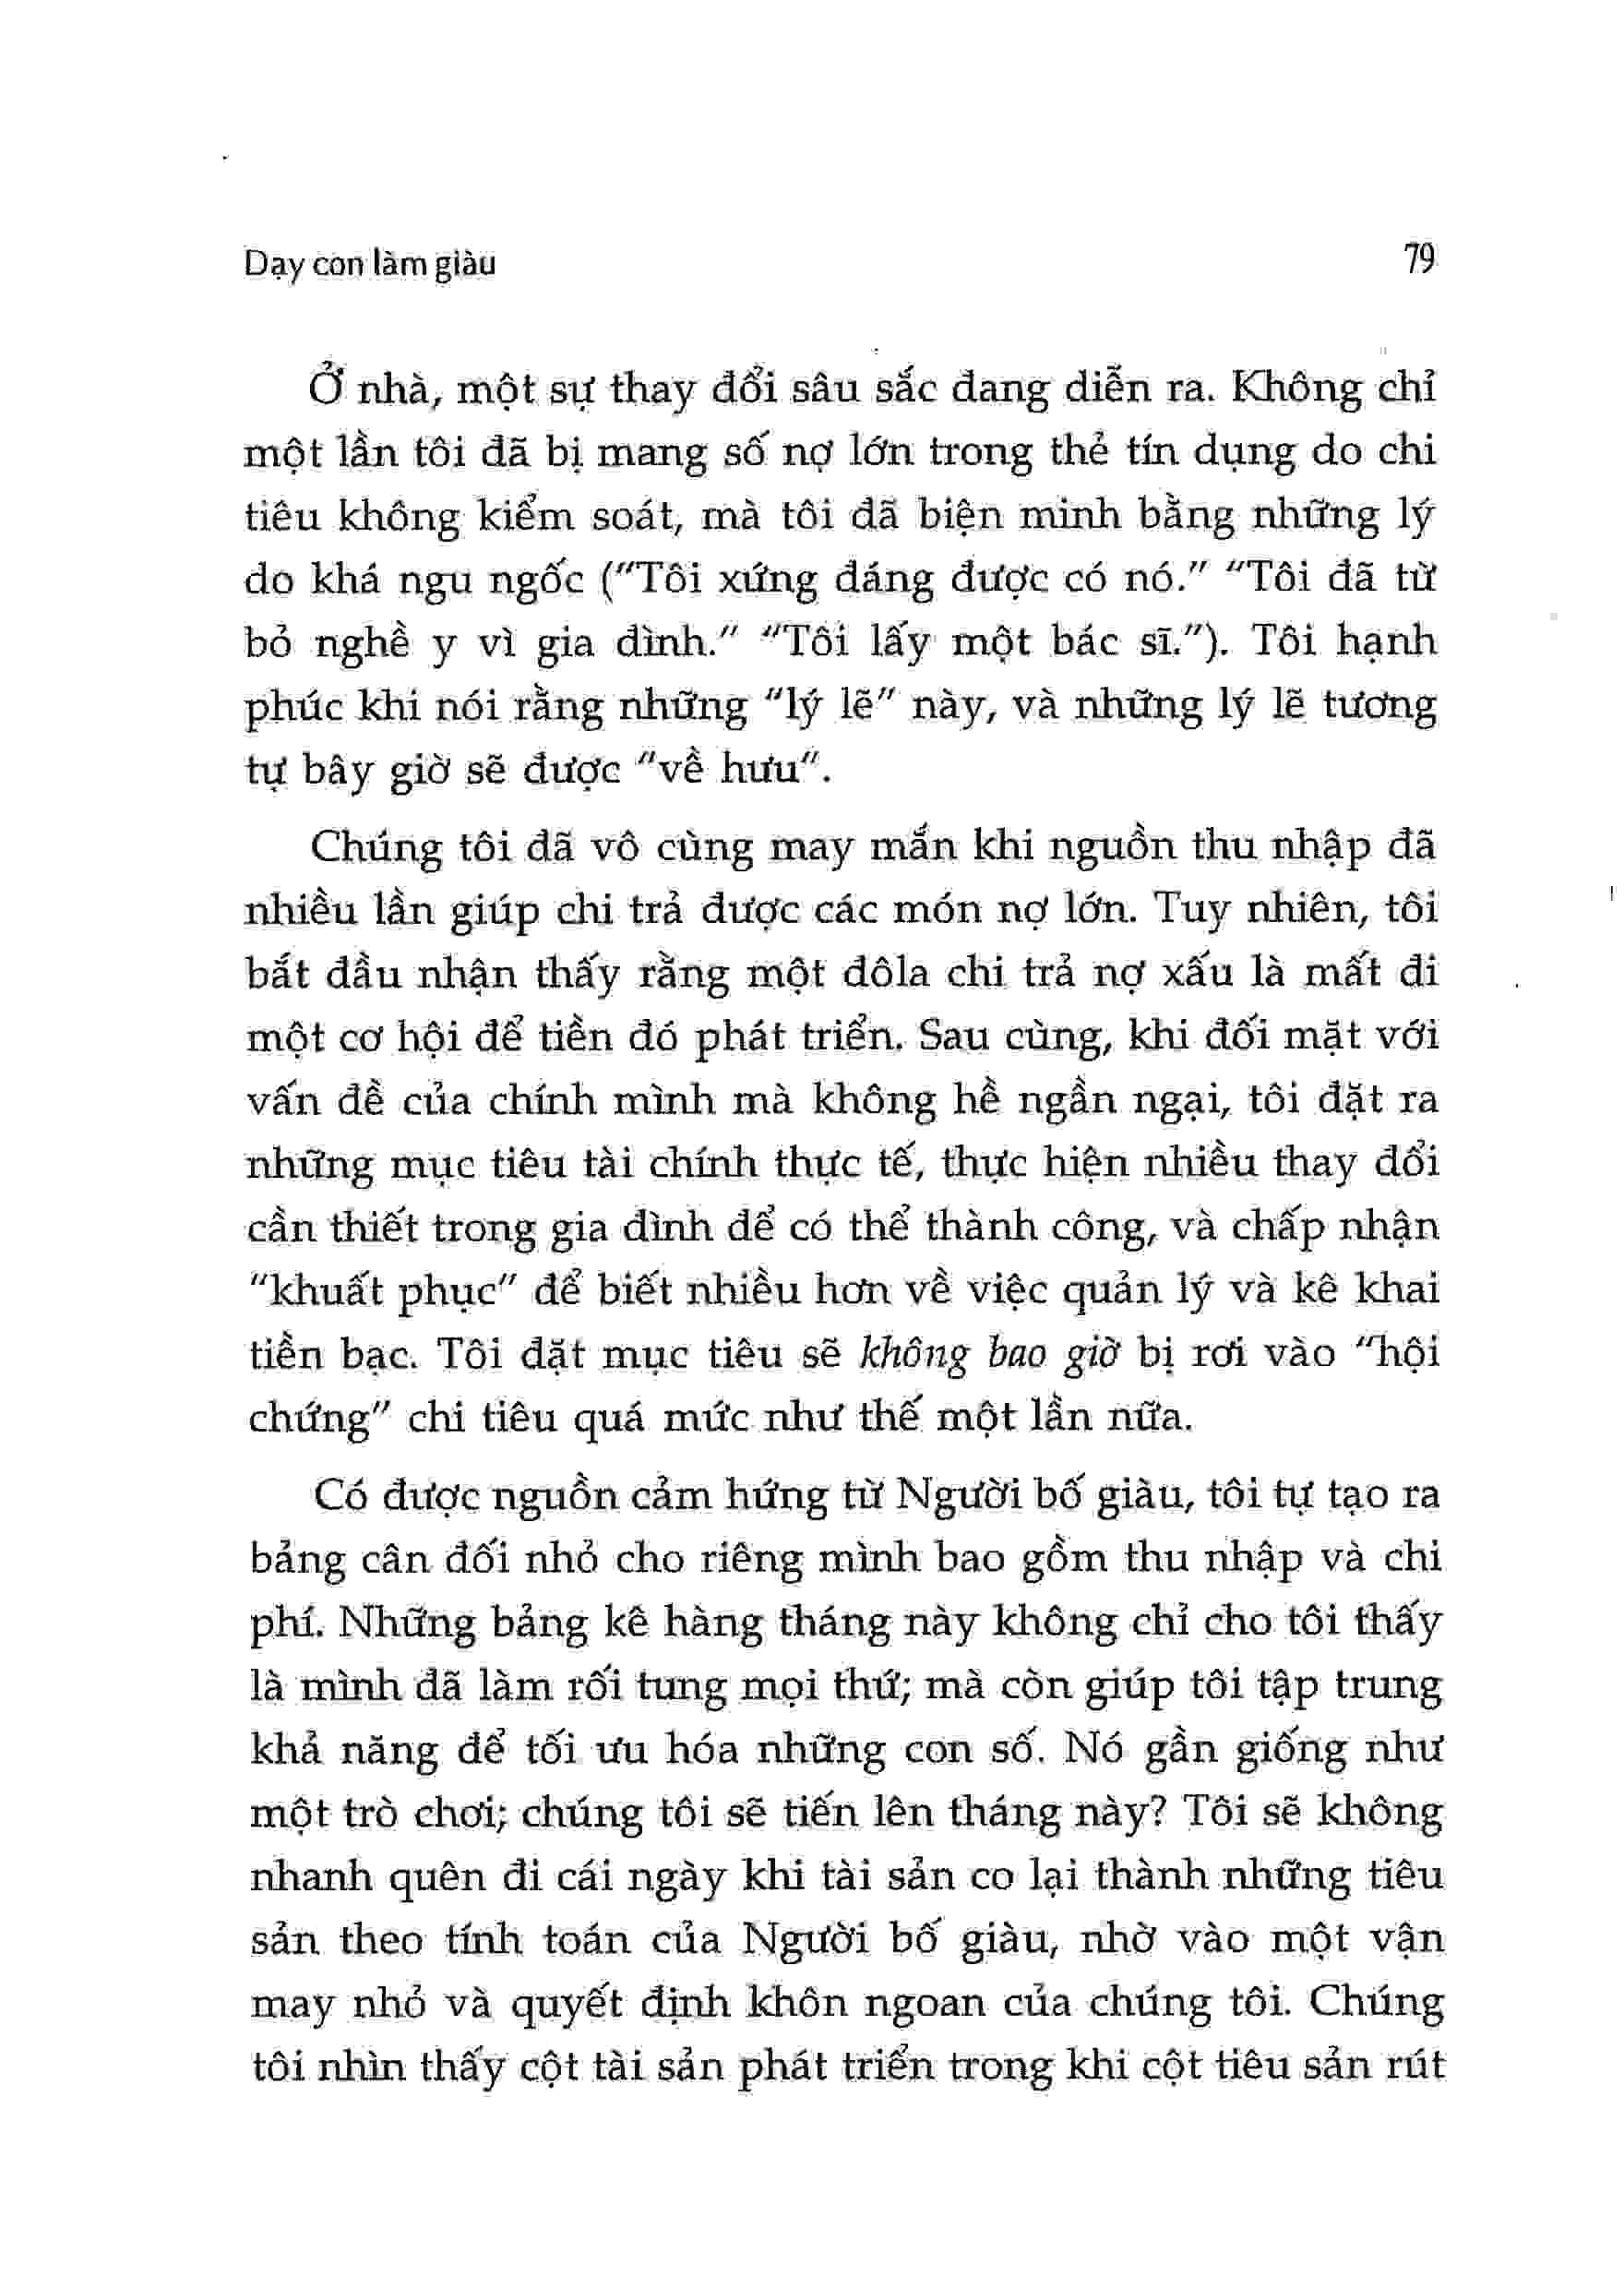 Dạy con làm giàu 79
Ở nhà, một sự thay đổi sâu sắc đang diễn ra. Không chỉ
một lần tôi đã bị mang số nợ lớn trong thẻ tín dụng do chi
tiêu không kiểm soát, mà tôi đã biện minh bằng những lý
do khá ngu ngốc (“Tôi xứng đáng được có nó.” “Tôi đã từ
bỏ nghề y vì gia đình.” “Tôi lấy một bác sĩ.”). Tôi hạnh
phúc khi nói rằng những “lý lẽ” này, và những lý lẽ tương
tự bây giờ sẽ được “về hưu“.
Chúng tôi đã vô cùng may mắn khi nguồn thu nhập đã
nhiều lần giúp chi trả được các món nợ lớn. Tuy nhiên, tôi
bắt đầu nhận thấy rằng một đôla chi trả nợ xấu là mất đi
một cơ hội để tiền đó phát triển. Sau cùng, khi đối mặt với
vấn đề của chính mình mà không hề ngần ngại, tôi đặt ra
những mục tiêu tài chính thực tế, thực hiện nhiều thay đổi
cần thiết trong gia đình để có thể thành công, và chấp nhận
“khuất phục” để biết nhiều hơn về việc quản lý và kê khai
tiền bạc. Tôi đặt mục tiêu sẽ không bao giờ bị rơi vào “hội
chứng” chi tiêu quá mức như thế một lần nữa.
Có được nguồn cảm hứng từ Người bố giàu, tôi tự tạo ra
bảng cân đối nhỏ cho riêng mình bao gồm thu nhập và chi
phí. Những bảng kê hàng tháng này không chỉ cho tôi thấy
là mình đã làm rối tung mọi thứ; mà còn giúp tôi tập trung
khả năng để tối ưu hóa những con số. Nó gần giống như
một trò chơi; chúng tôi sẽ tiến lên tháng này? Tôi sẽ không
nhanh quên đi cái ngày khi tài sản co lại thành những tiêu
sản theo tính toán của Người bố giàu, nhờ vào một vận
may nhỏ và quyết định khôn ngoan của chúng tôi. Chúng
tôi nhìn thấy cột tài sản phát triển trong khi cột tiêu sản rút